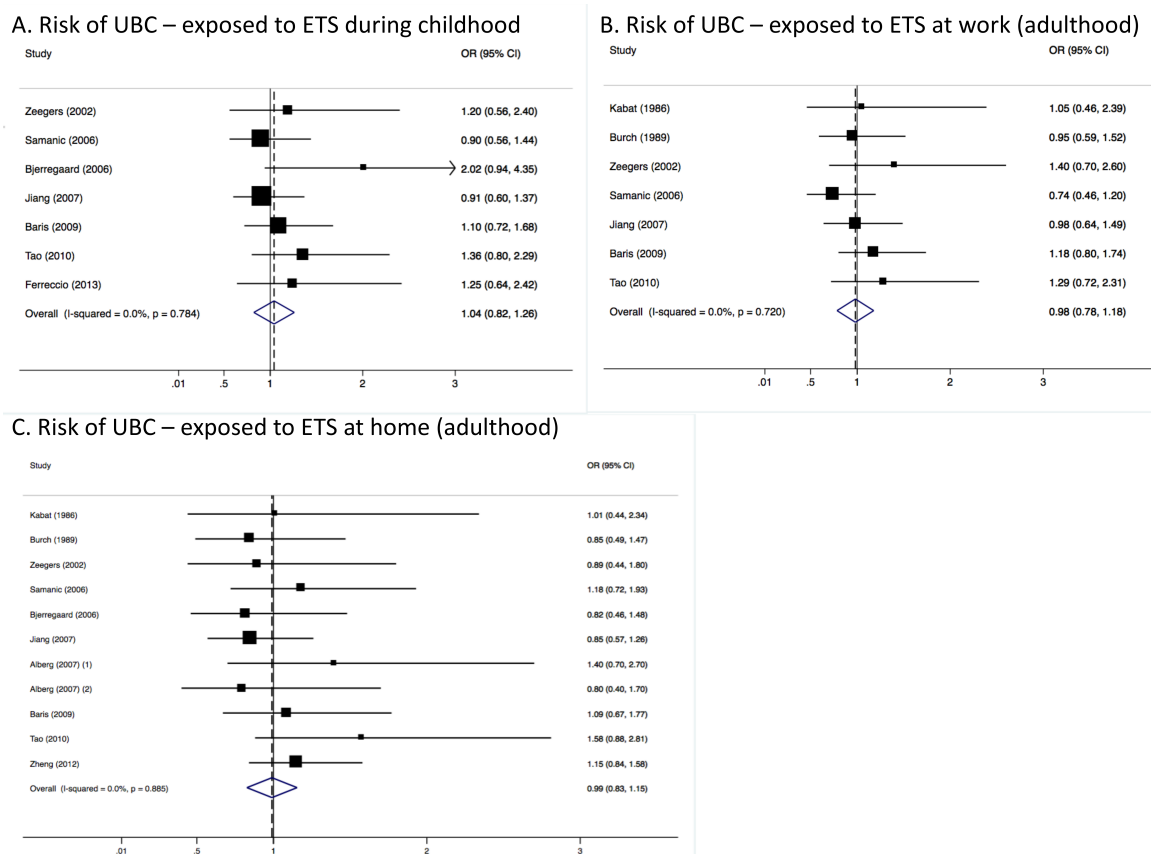 A. Risk of UBC – exposed to ETS during childhood
Study OR (95% CI)
Zeegers (2002) 1.20 (0.56, 2.40)
Samanic (2006) 0.90 (0.56, 1.44)
Bjerregaard (2006) 2.02 (0.94, 4.35)
Jiang (2007) 0.91 (0.60, 1.37)
Baris (2009) 1.10 (0.72, 1.68)
Tao (2010) 1.36 (0.80, 2.29)
Ferreccio (2013) 1.25 (0.64, 2.42)
Overall (I-squared = 0.0%, p = 0.784) 1.04 (0.82, 1.26)
.01 .5 1 2 3
B. Risk of UBC – exposed to ETS at work (adulthood)
Study OR (95% CI)
Kabat (1986) 1.05 (0.46, 2.39)
Burch (1989) 0.95 (0.59, 1.52)
Zeegers (2002) 1.40 (0.70, 2.60)
Samanic (2006) 0.74 (0.46, 1.20)
Jiang (2007) 0.98 (0.64, 1.49)
Baris (2009) 1.18 (0.80, 1.74)
Tao (2010) 1.29 (0.72, 2.31)
Overall (I-squared = 0.0%, p = 0.720) 0.98 (0.78, 1.18)
.01 .5 1 2 3
C. Risk of UBC – exposed to ETS at home (adulthood)
Study OR (95% CI)
Kabat (1986) 1.01 (0.44, 2.34)
Burch (1989) 0.85 (0.49, 1.47)
Zeegers (2002) 0.89 (0.44, 1.80)
Samanic (2006) 1.18 (0.72, 1.93)
Bjerregaard (2006) 0.82 (0.46, 1.48)
Jiang (2007) 0.85 (0.57, 1.26)
Alberg (2007) (1) 1.40 (0.70, 2.70)
Alberg (2007) (2) 0.80 (0.40, 1.70)
Baris (2009) 1.09 (0.67, 1.77)
Tao (2010) 1.58 (0.88, 2.81)
Zheng (2012) 1.15 (0.84, 1.58)
Overall (I-squared = 0.0%, p = 0.885) 0.99 (0.83, 1.15)
.01 .5 1 2 3